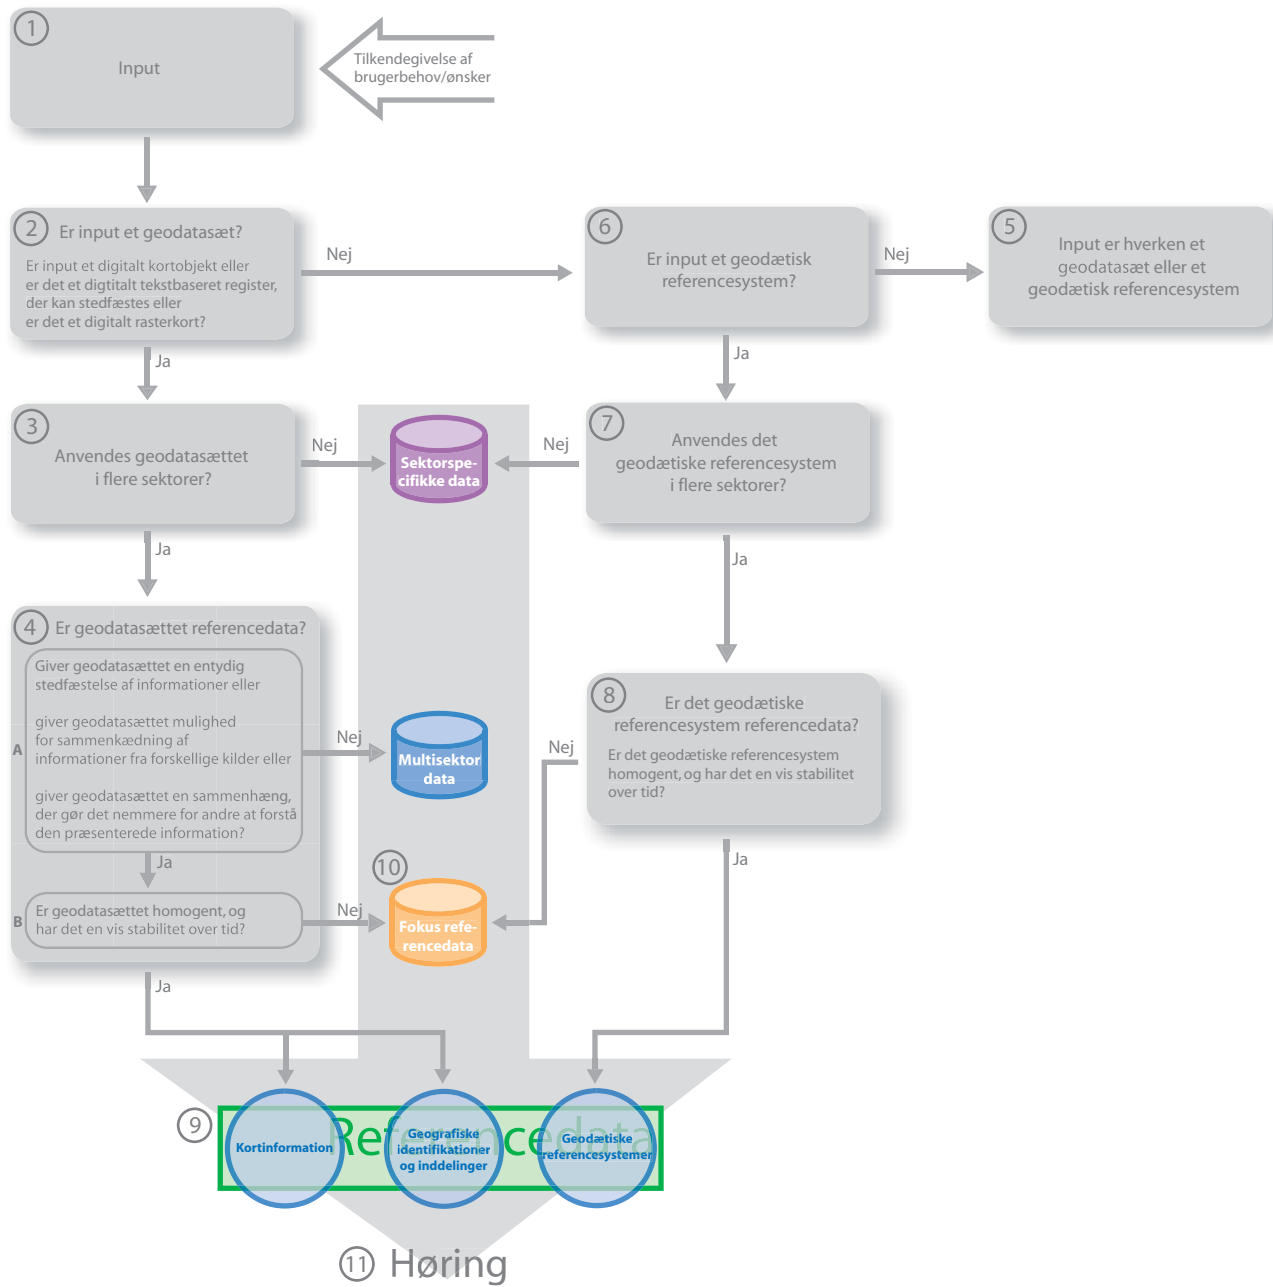 1
Input
Tilkendegivelse af
brugerbehov/ønsker
2
Er input et geodatasæt?
Er input et digitalt kortobjekt eller
er det et digtitalt tekstbaseret register,
der kan stedfæstes eller
er det et digitalt rasterkort?
Nej
6
Er input et geodætisk
referencesystem?
Nej
5
Input er hverken et
geodatasæt eller et
geodætisk referencesystem
Ja
Ja
3
Anvendes geodatasættet
i flere sektorer?
Nej
Sektorspe-
cifikke data
Nej
7
Anvendes det
geodætiske referencesystem
i flere sektorer?
Ja
Ja
4
Er geodatasættet referencedata?
A
Giver geodatasættet en entydig
stedfæstelse af informationer eller
giver geodatasættet mulighed
for sammenkædning af
informationer fra forskellige kilder eller
giver geodatasættet en sammenhæng,
der gør det nemmere for andre at forstå
den præsenterede information?
Nej
Multisektor
data
Nej
8
Er det geodætiske
referencesystem referencedata?
Er det geodætiske referencesystem
homogent, og har det en vis stabilitet
over tid?
Ja
Ja
B
Er geodatasættet homogent, og
har det en vis stabilitet over tid?
Nej
10
Fokus refe-
rencedata
Ja
9
Referencedata
Kortinformation
Geografiske
identifikationer
og inddelinger
Geodætiske
referencesystemer
11
Høring